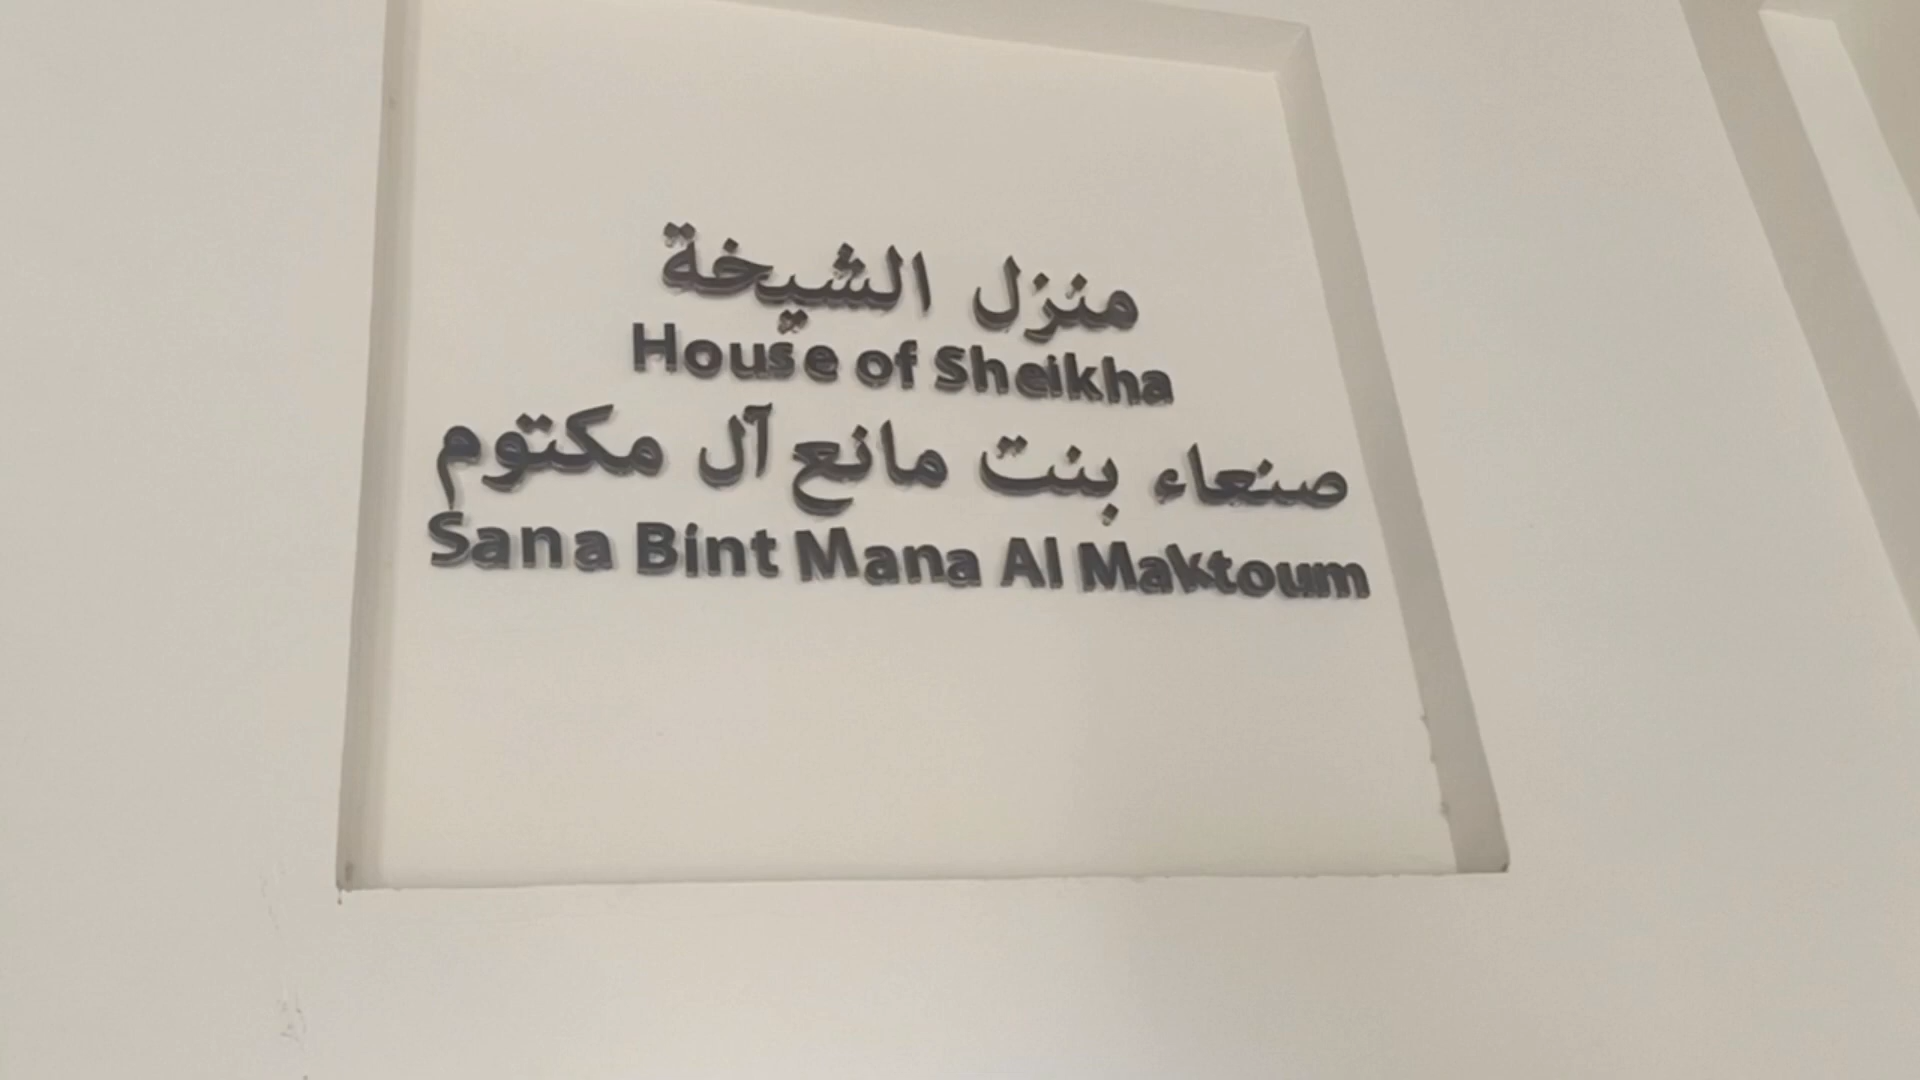 منزل الشيخة
House of Sheikha
صنعاء بنت مانع آل مكتوم
Sana Bint Mana Al Maktoum